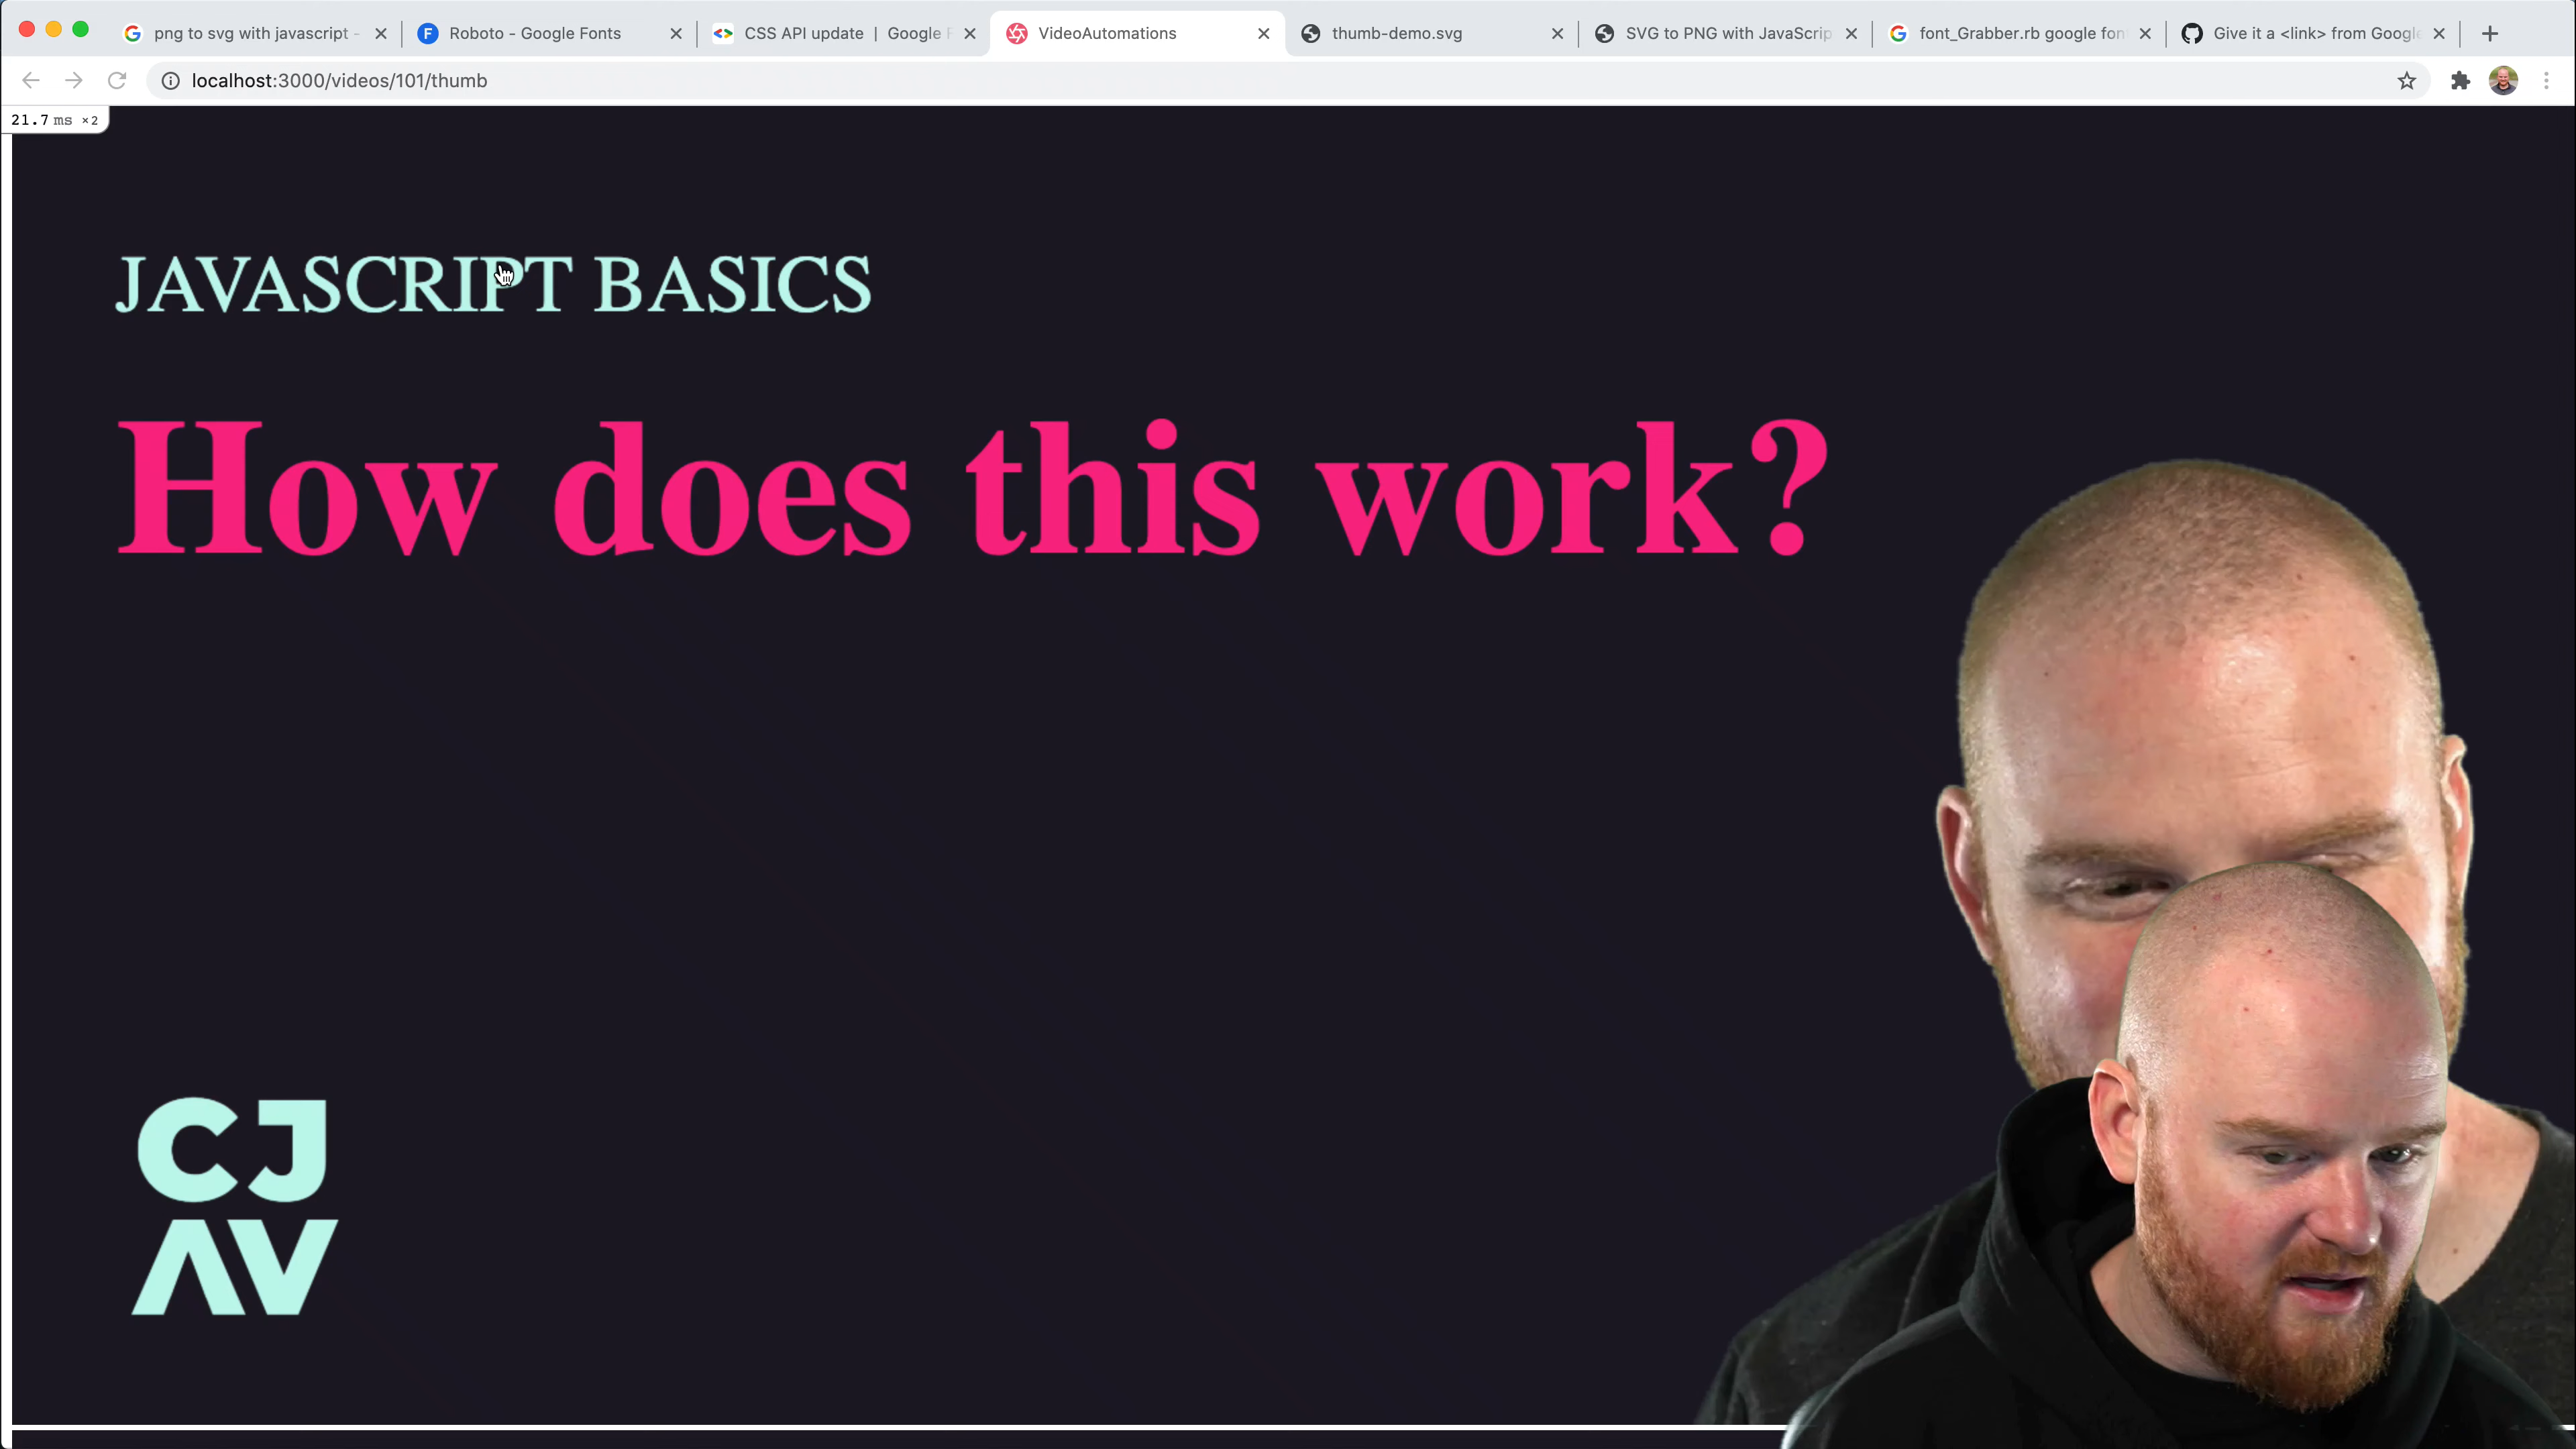 png to svg with javascript -
Roboto - Google Fonts
CSS API update | Google F
VideoAutomations
thumb-demo.svg
SVG to PNG with JavaScrip
font_Grabber.rb google fon
Give it a <link> from Google
localhost:3000/videos/101/thumb
21.7 ms ×2
JAVASCRIPT BASICS
How does this work?
CJ
AV